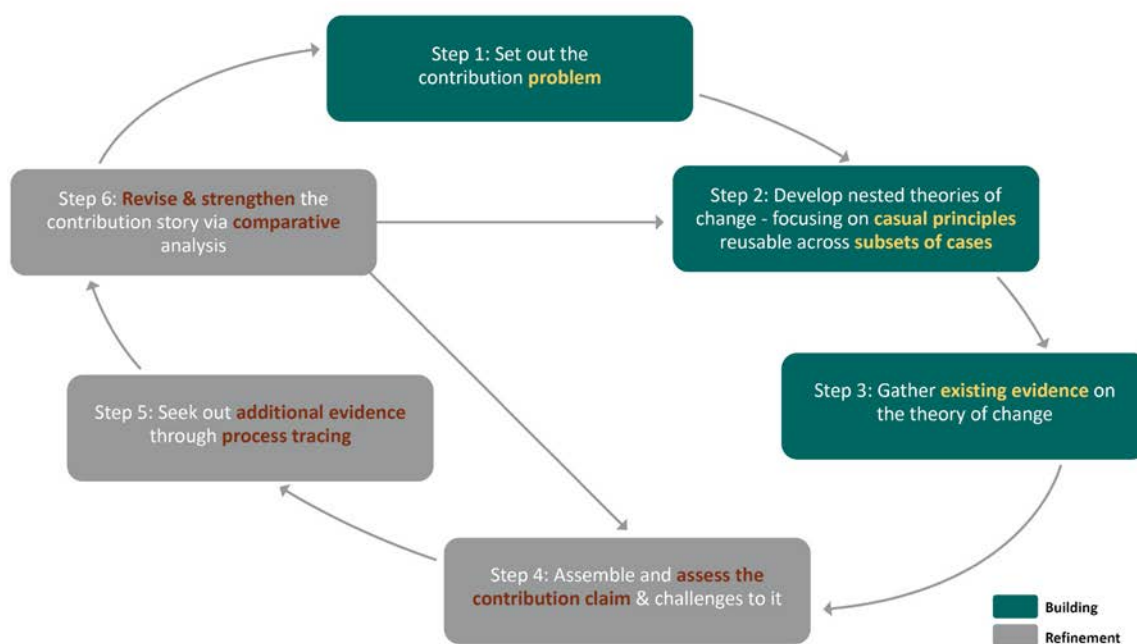 Step 1: Set out the
contribution problem
Step 2: Develop nested theories of
change - focusing on casual principles
reusable across subsets of cases
Step 3: Gather existing evidence on
the theory of change
Step 4: Assemble and assess the
contribution claim & challenges to it
Step 5: Seek out additional evidence
through process tracing
Step 6: Revise & strengthen the
contribution story via comparative
analysis
Building
Refinement